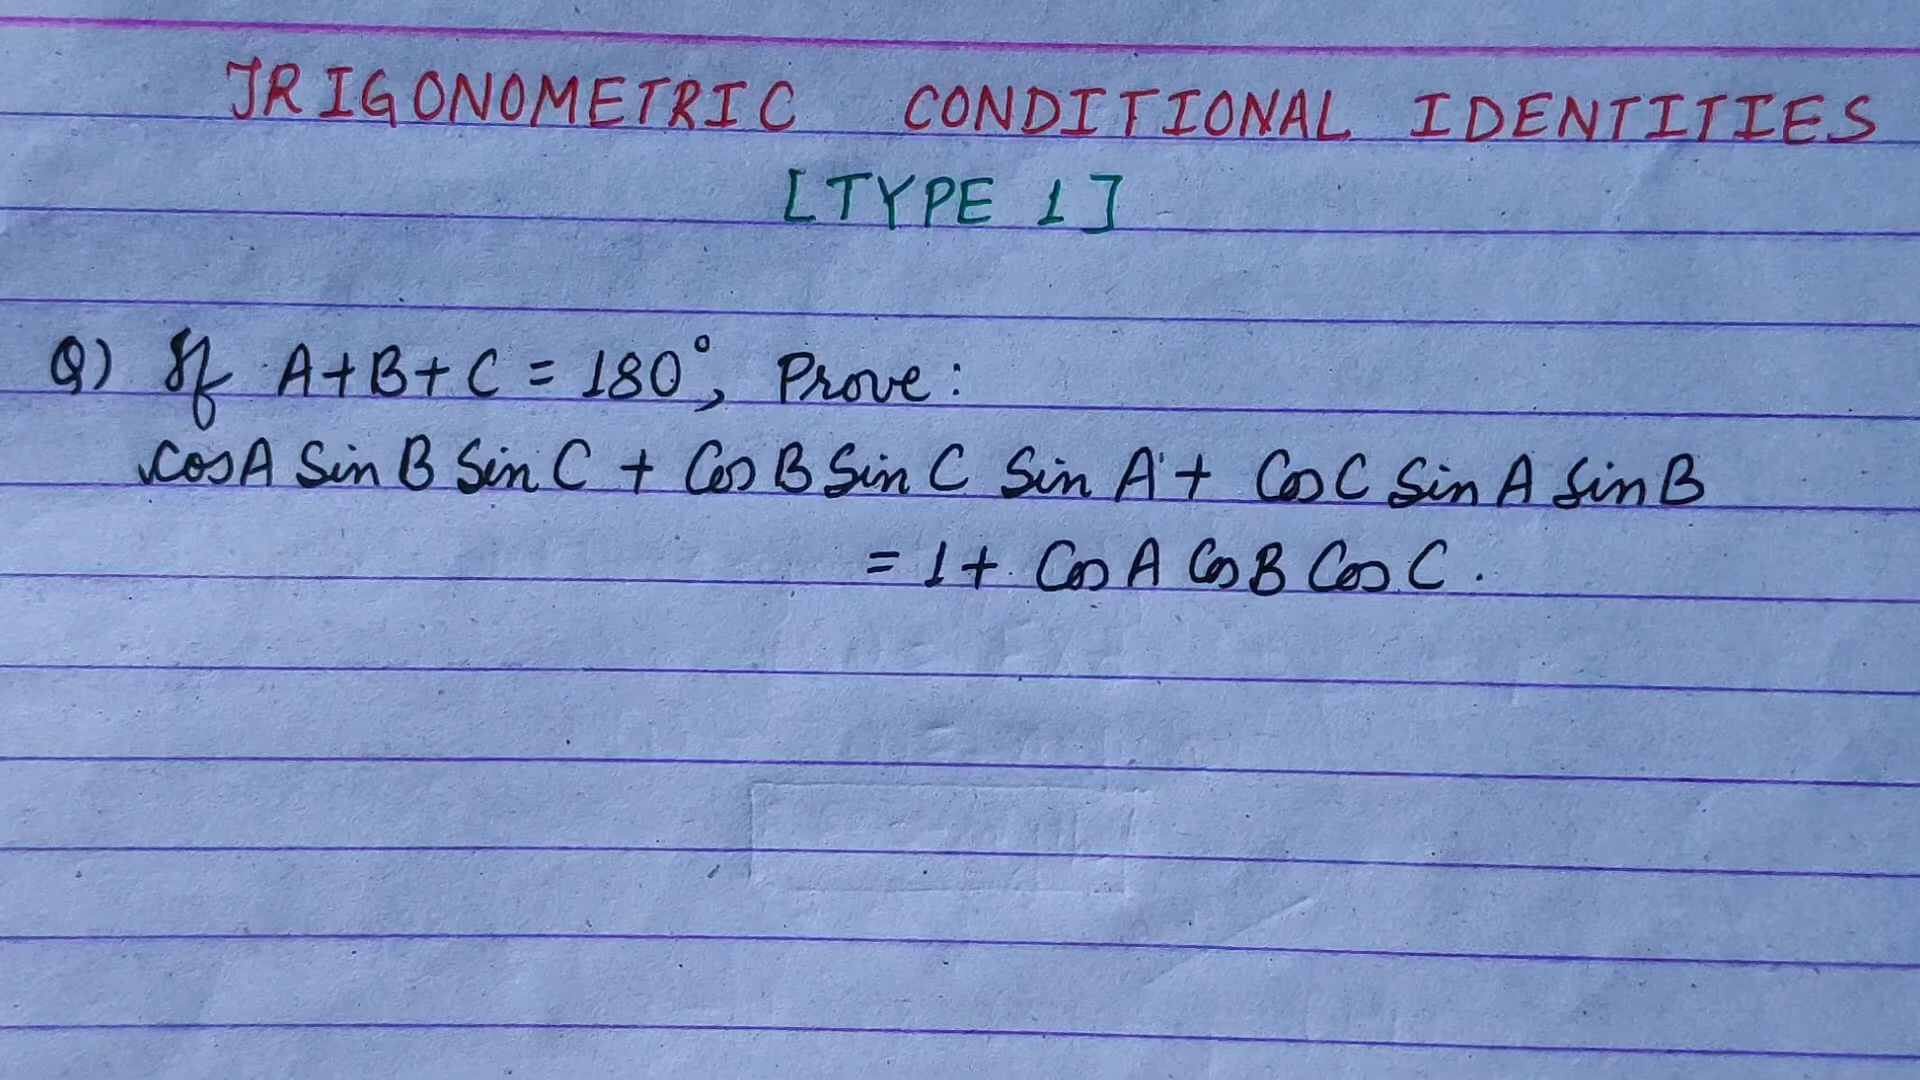 TRIGONOMETRIC CONDITIONAL IDENTITIES
[TYPE 1]
Q) If A+B+C = 180°, Prove:
CosA Sin B Sin C + Cos B Sin C Sin A + Cos C Sin A Sin B
= 1 + Cos A Cos B Cos C.